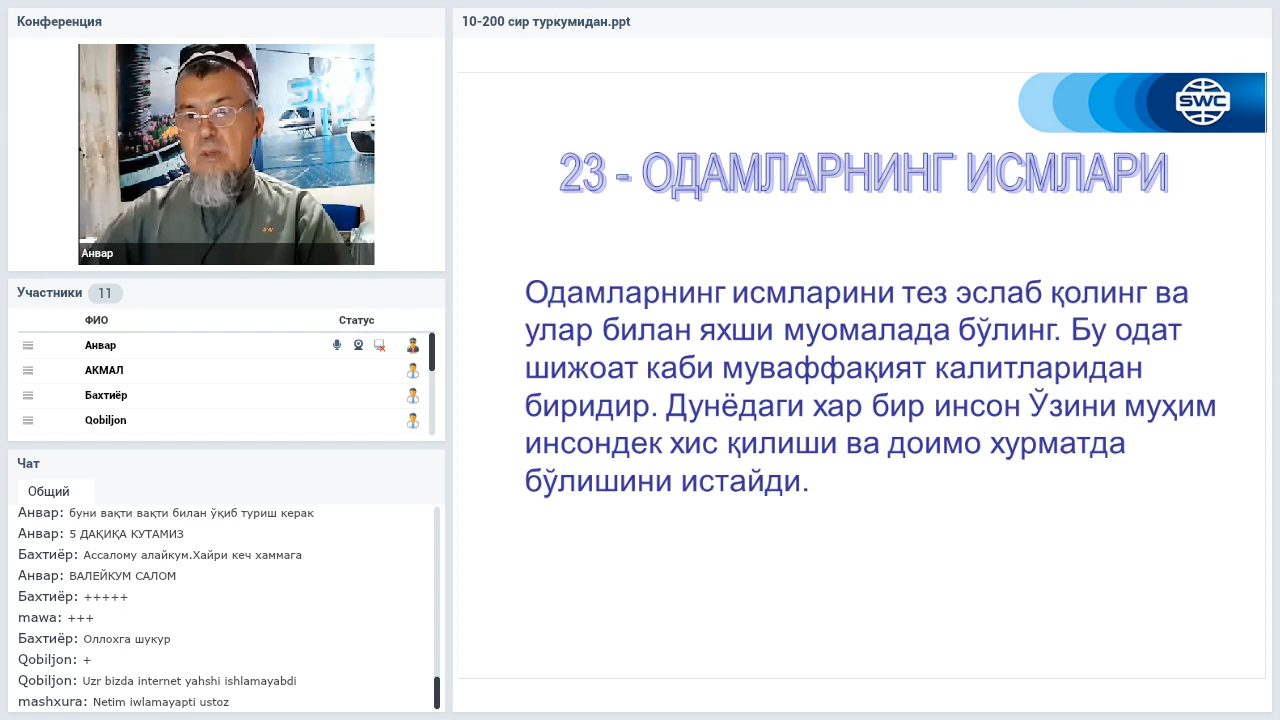 Конференция
Анвар
Участники 11
ФИО Статус
Анвар
АКМАЛ
Бахтиёр
Qobiljon
Чат
Общий
Анвар: буни вақти вақти билан ўқиб туриш керак
Анвар: 5 ДАҚИҚА КУТАМИЗ
Бахтиёр: Ассалому алайкум.Хайри кеч хаммага
Анвар: ВАЛЕЙКУМ САЛОМ
Бахтиёр: +++++
mawa: +++
Бахтиёр: Оллохга шукур
Qobiljon: +
Qobiljon: Uzr bizda internet yahshi ishlamayabdi
mashxura: Netim iwlamayapti ustoz
10-200 сир туркумидан.ppt
SWC
23 - ОДАМЛАРНИНГ ИСМЛАРИ
Одамларнинг исмларини тез эслаб қолинг ва
улар билан яхши муомалада бўлинг. Бу одат
шижоат каби муваффақият калитларидан
биридир. Дунёдаги хар бир инсон Ўзини муҳим
инсондек хис қилиши ва доимо хурматда
бўлишини истайди.